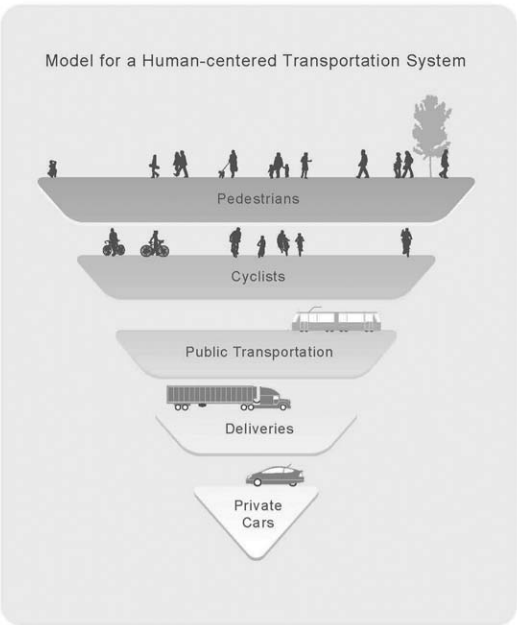 Model for a Human-centered Transportation System
Pedestrians
Cyclists
Public Transportation
Deliveries
Private
Cars